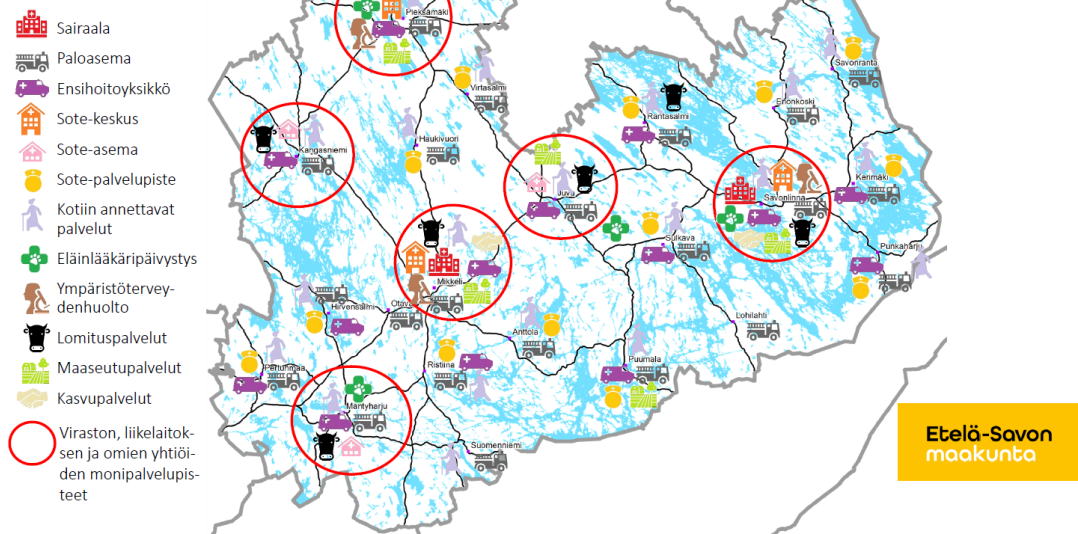 Sairaala
Paloasema
Ensihoitoyksikkö
Sote-keskus
Sote-asema
Sote-palvelupiste
Kotiin annettavat
palvelut
Eläinlääkäripäivystys
Ympäristötervey-
denhuolto
Lomituspalvelut
Maaseutupalvelut
Kasvupalvelut
Viraston, liikelaitok-
sen ja omien yhtiöi-
den monipalvelupis-
teet
Pieksämäki
Virtasalmi
Haukivuori
Kangasniemi
Savonranta
Enonkoski
Rantasalmi
Kerimäki
Savonlinna
Juva
Punkaharju
Sulkava
Mikkeli
Otava
Hirvensalmi
Anttola
Lohilahti
Puumala
Ristiina
Pertunmaa
Mäntyharju
Suomenniemi
Etelä-Savon
maakunta